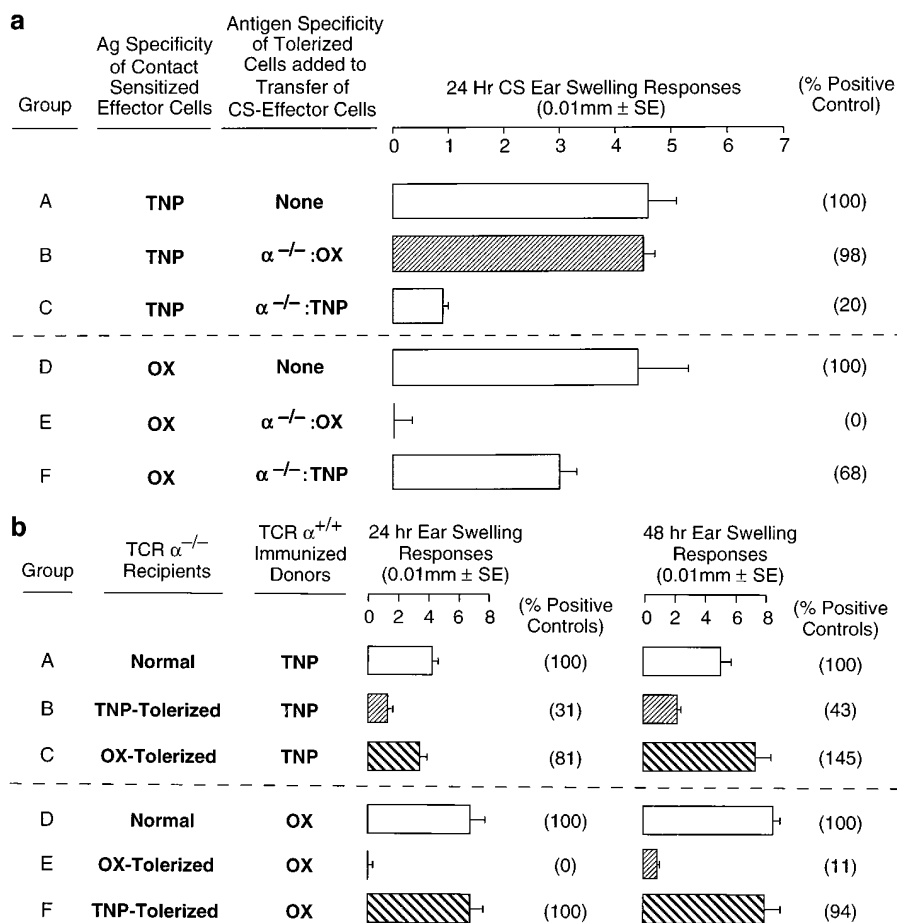 a
Group
Ag Specificity
of Contact
Sensitized
Effector Cells
Antigen Specificity
of Tolerized
Cells added to
Transfer of
CS-Effector Cells
24 Hr CS Ear Swelling Responses
(0.01mm ± SE)
(% Positive
Control)
0 1 2 3 4 5 6 7
A TNP None (100)
B TNP α−/− :OX (98)
C TNP α−/− :TNP (20)
D OX None (100)
E OX α−/− :OX (0)
F OX α−/− :TNP (68)
b
Group
TCR α−/−
Recipients
TCR α+/+
Immunized
Donors
24 hr Ear Swelling
Responses
(0.01mm ± SE)
0 2 4 6 8
(% Positive
Controls)
48 hr Ear Swelling
Responses
(0.01mm ± SE)
0 2 4 6 8
(% Positive
Controls)
A Normal TNP (100) (100)
B TNP-Tolerized TNP (31) (43)
C OX-Tolerized TNP (81) (145)
D Normal OX (100) (100)
E OX-Tolerized OX (0) (11)
F TNP-Tolerized OX (100) (94)